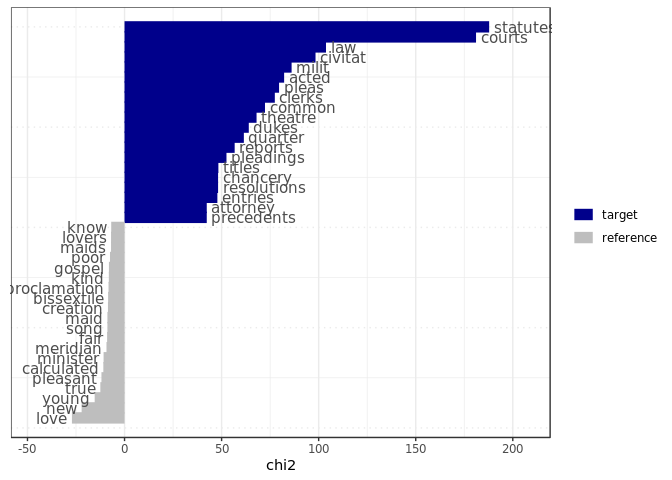 statutes
courts
law
civitat
milit
acted
pleas
clerks
common
theatre
dukes
quarter
reports
pleadings
titles
chancery
resolutions
entries
attorney
precedents
know
lovers
maids
poor
gospel
kind
proclamation
bissextile
creation
maid
song
fair
meridian
minister
calculated
pleasant
true
young
new
love
target
reference
-50 0 50 100 150 200
chi2